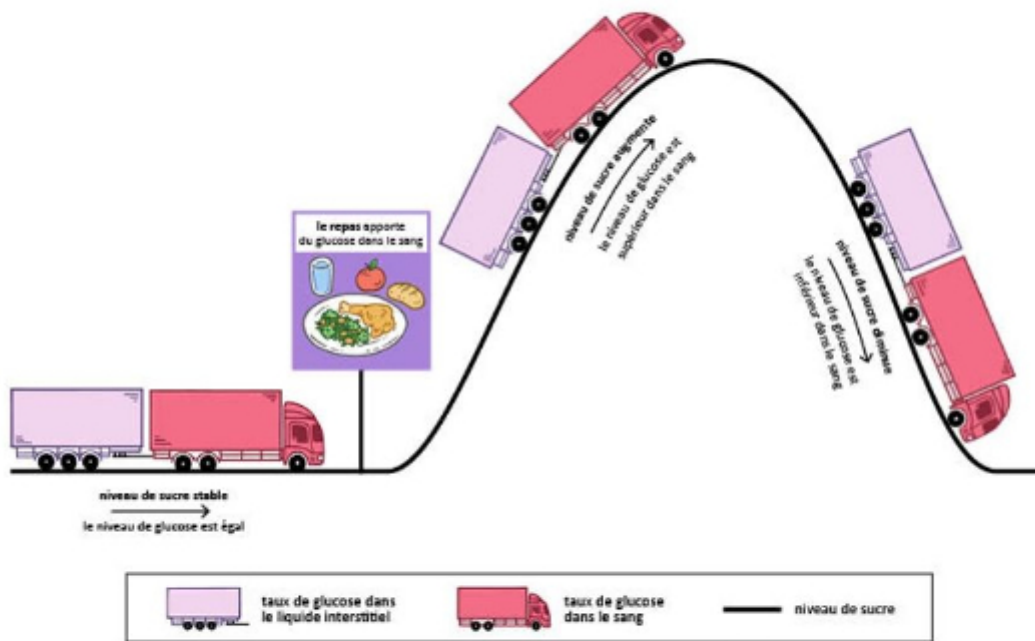 le repas apporte
du glucose dans le sang
niveau de sucre augmente
le niveau de glucose est
supérieur dans le sang
niveau de sucre diminue
le niveau de glucose est
inférieur dans le sang
niveau de sucre stable
le niveau de glucose est égal
taux de glucose dans
le liquide interstitiel
taux de glucose
dans le sang
niveau de sucre